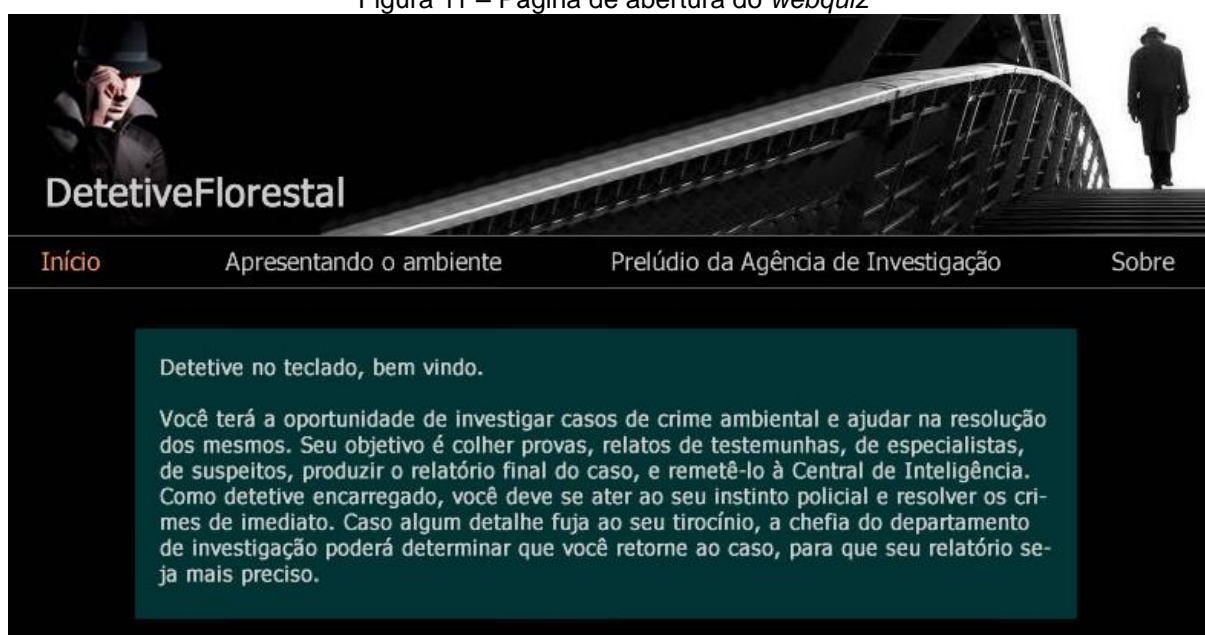 Figura 11 – Página de abertura do webquiz
DetetiveFlorestal
Início Apresentando o ambiente Prelúdio da Agência de Investigação Sobre
Detetive no teclado, bem vindo.
Você terá a oportunidade de investigar casos de crime ambiental e ajudar na resolução
dos mesmos. Seu objetivo é colher provas, relatos de testemunhas, de especialistas,
de suspeitos, produzir o relatório final do caso, e remetê-lo à Central de Inteligência.
Como detetive encarregado, você deve se ater ao seu instinto policial e resolver os cri-
mes de imediato. Caso algum detalhe fuja ao seu tirocínio, a chefia do departamento
de investigação poderá determinar que você retorne ao caso, para que seu relatório se-
ja mais preciso.